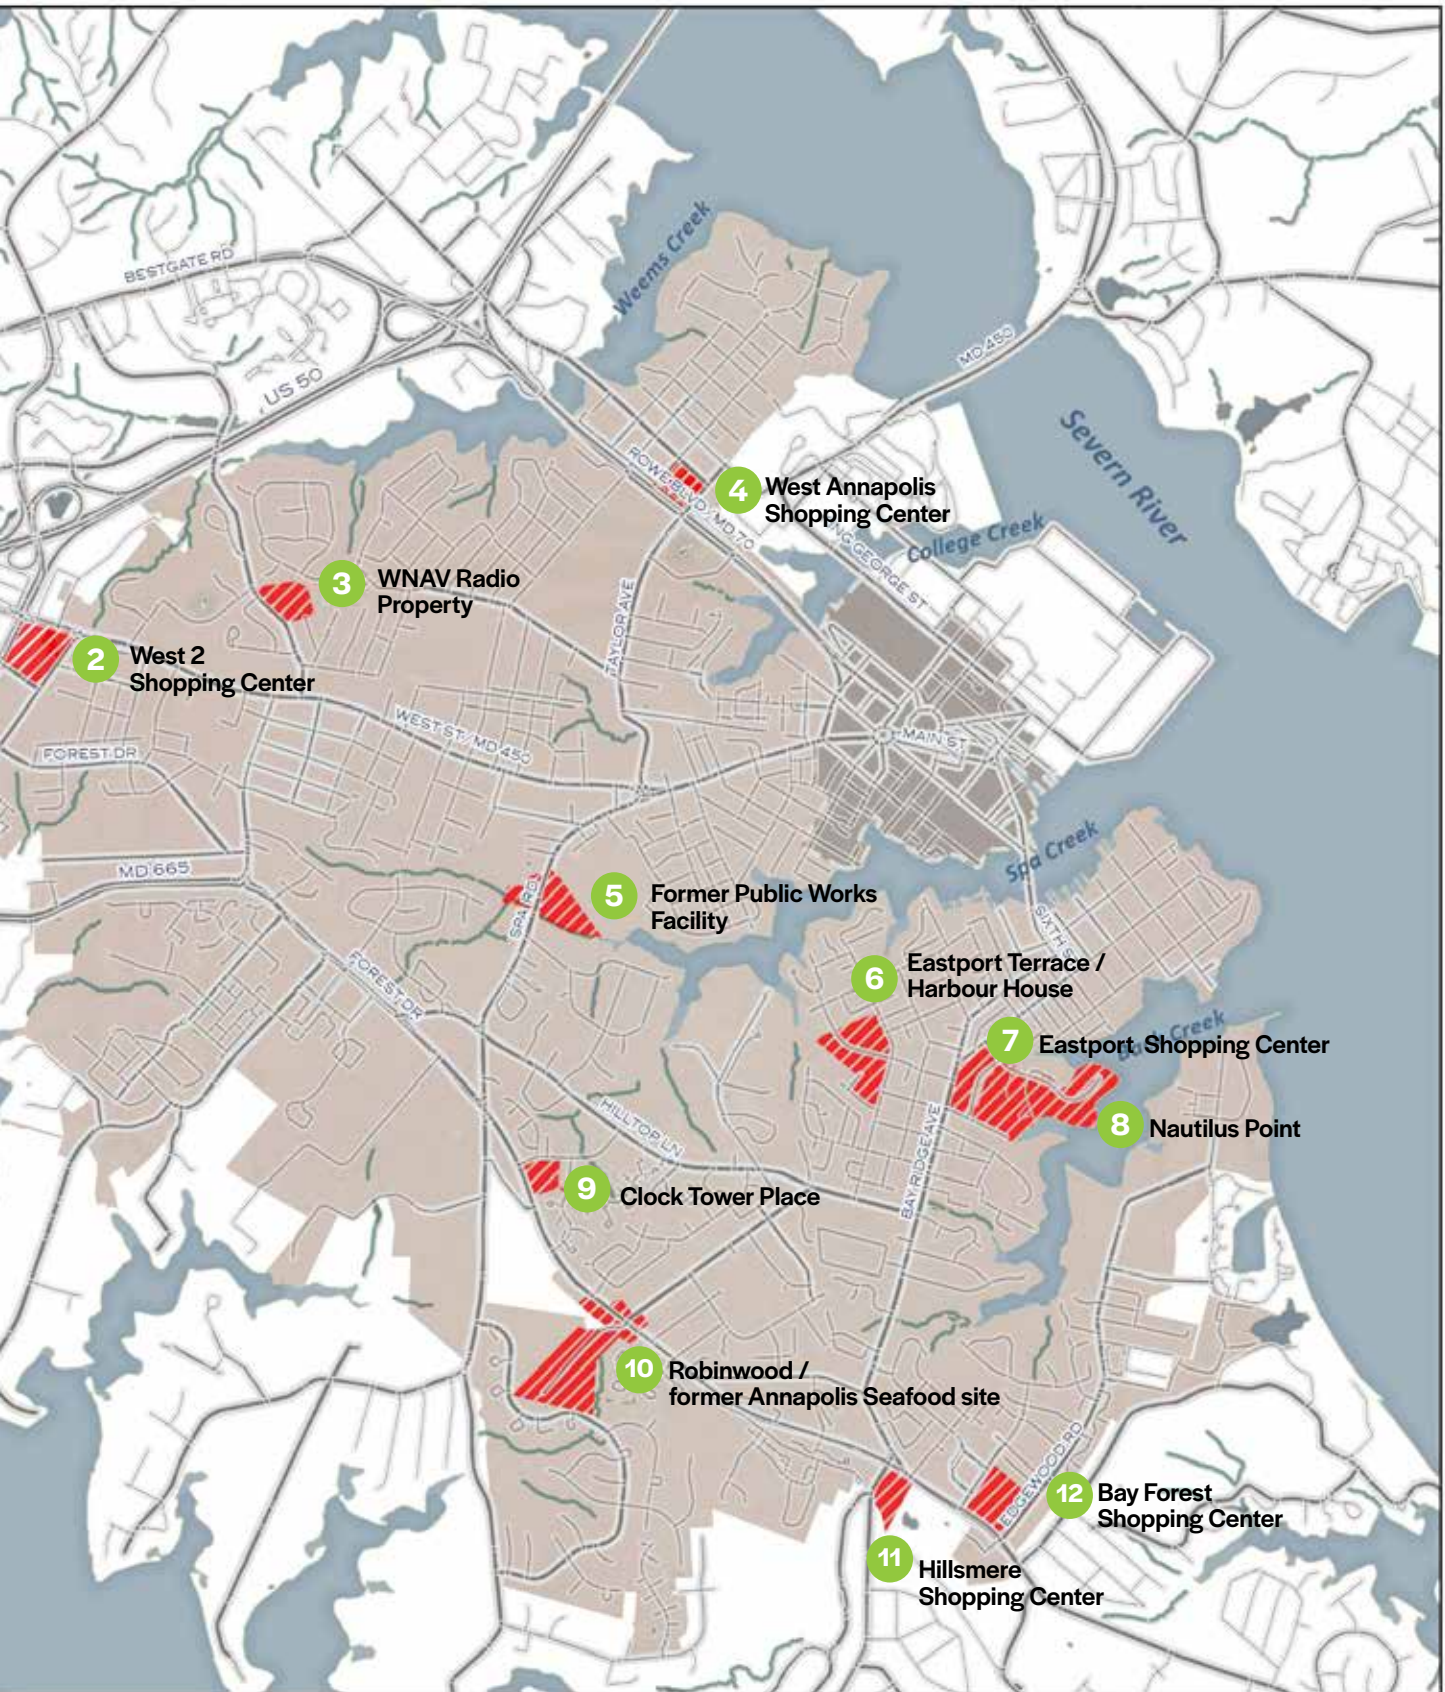 Weems Creek
BESTGATE RD
US 50
MD 450
Severn River
ROWE BLVD / MD 70
4
West Annapolis
Shopping Center
College Creek
KING GEORGE ST
3
WNAV Radio
Property
TAYLOR AVE
2
West 2
Shopping Center
WEST ST / MD 450
MAIN ST
FOREST DR
MD 665
Spa Creek
5
Former Public Works
Facility
SPA RD
SIXTH ST
FOREST DR
6
Eastport Terrace /
Harbour House
7
Eastport Shopping Center
Back Creek
8
Nautilus Point
HILLTOP LN
BAY RIDGE AVE
9
Clock Tower Place
10
Robinwood /
former Annapolis Seafood site
EDGEWOOD RD
12
Bay Forest
Shopping Center
11
Hillsmere
Shopping Center